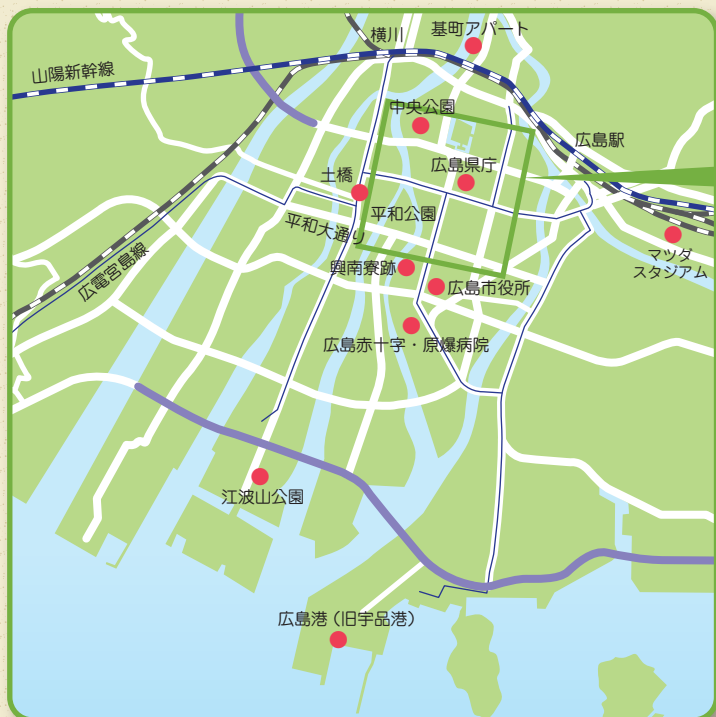 横川
基町アパート
山陽新幹線
中央公園
広島駅
広島県庁
土橋
平和公園
平和大通り
マツダ
スタジアム
興南寮跡
広電宮島線
広島市役所
広島赤十字・原爆病院
江波山公園
広島港(旧宇品港)